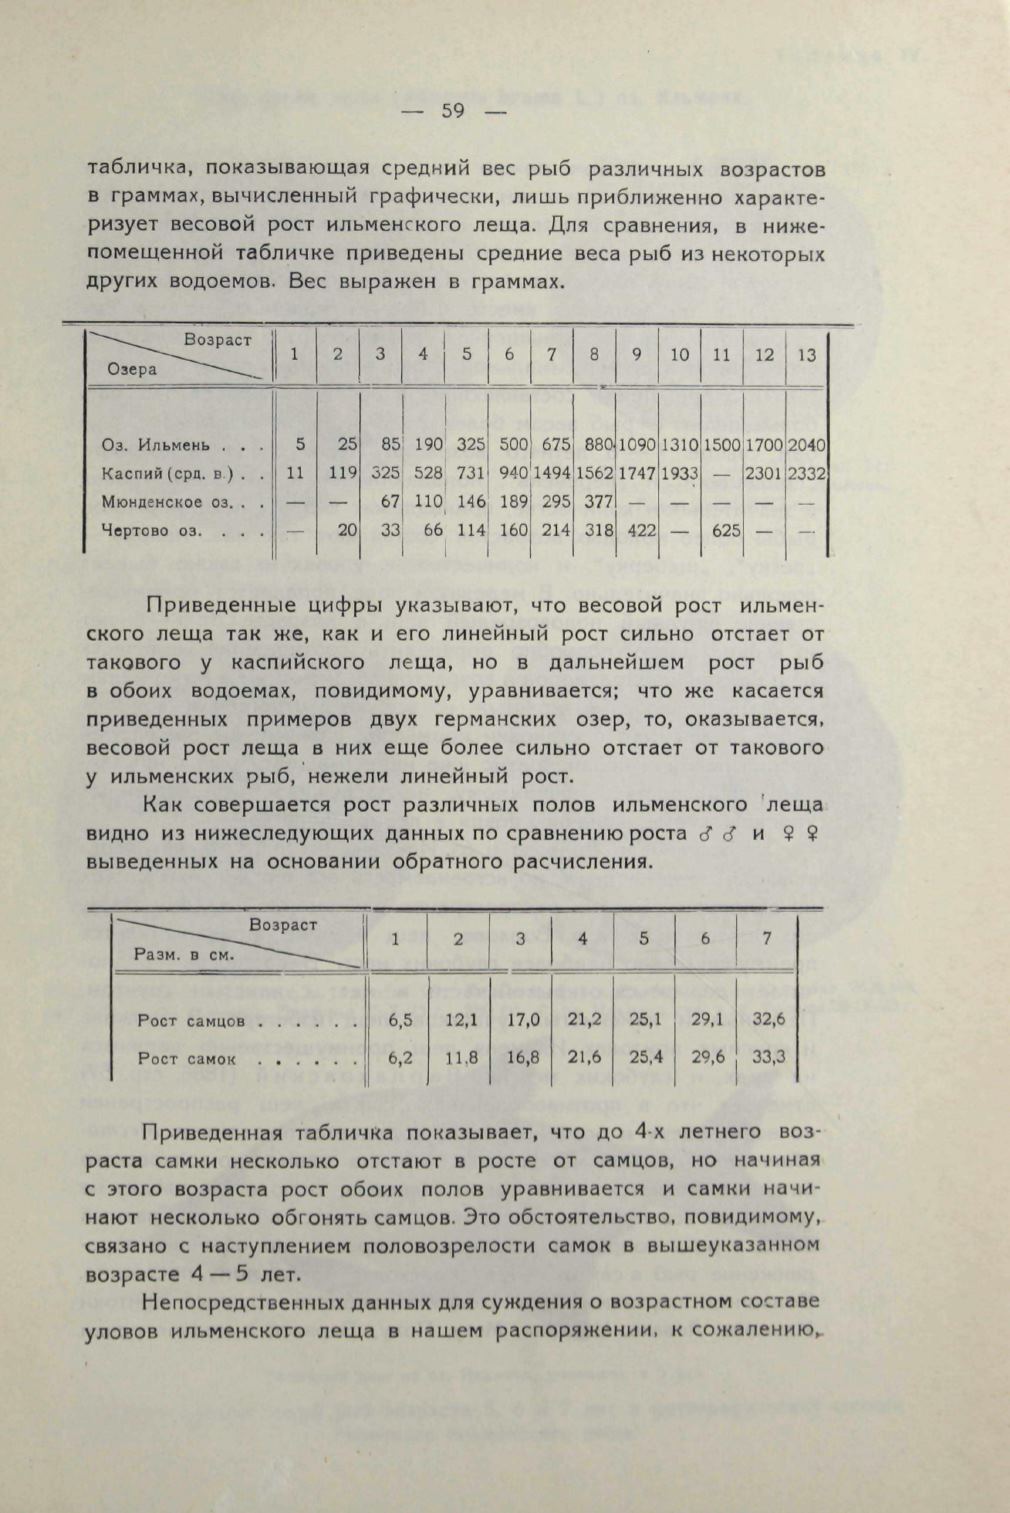 — 59 —
табличка, показывающая средний вес рыб различных возрастов
в граммах, вычисленный графически, лишь приближенно характе-
ризует весовой рост ильменского леща. Для сравнения, в ниже-
помещенной табличке приведены средние веса рыб из некоторых
других водоемов. Вес выражен в граммах.
Возраст
Озера 1 2 3 4 5 6 7 8 9 10 11 12 13
Оз. Ильмень . . . 5 25 85 190 325 500 675 880 1090 1310 1500 1700 2040
Каспий (срд. в.) . . 11 119 325 528 731 940 1494 1562 1747 1933 — 2301 2332
Мюнденское оз. . . — — 67 110 146 189 295 377 — — — — —
Чертово оз. . . . — 20 33 66 114 160 214 318 422 — 625 — —
Приведенные цифры указывают, что весовой рост ильмен-
ского леща так же, как и его линейный рост сильно отстает от
такового у каспийского леща, но в дальнейшем рост рыб
в обоих водоемах, повидимому, уравнивается; что же касается
приведенных примеров двух германских озер, то, оказывается,
весовой рост леща в них еще более сильно отстает от такового
у ильменских рыб, нежели линейный рост.
Как совершается рост различных полов ильменского леща
видно из нижеследующих данных по сравнению роста ♂ ♂ и ♀ ♀
выведенных на основании обратного расчисления.
Возраст
Разм. в см. 1 2 3 4 5 6 7
Рост самцов . . . . . . 6,5 12,1 17,0 21,2 25,1 29,1 32,6
Рост самок . . . . . . 6,2 11,8 16,8 21,6 25,4 29,6 33,3
Приведенная табличка показывает, что до 4-х летнего воз-
раста самки несколько отстают в росте от самцов, но начиная
с этого возраста рост обоих полов уравнивается и самки начи-
нают несколько обгонять самцов. Это обстоятельство, повидимому,
связано с наступлением половозрелости самок в вышеуказанном
возрасте 4 — 5 лет.
Непосредственных данных для суждения о возрастном составе
уловов ильменского леща в нашем распоряжении, к сожалению,